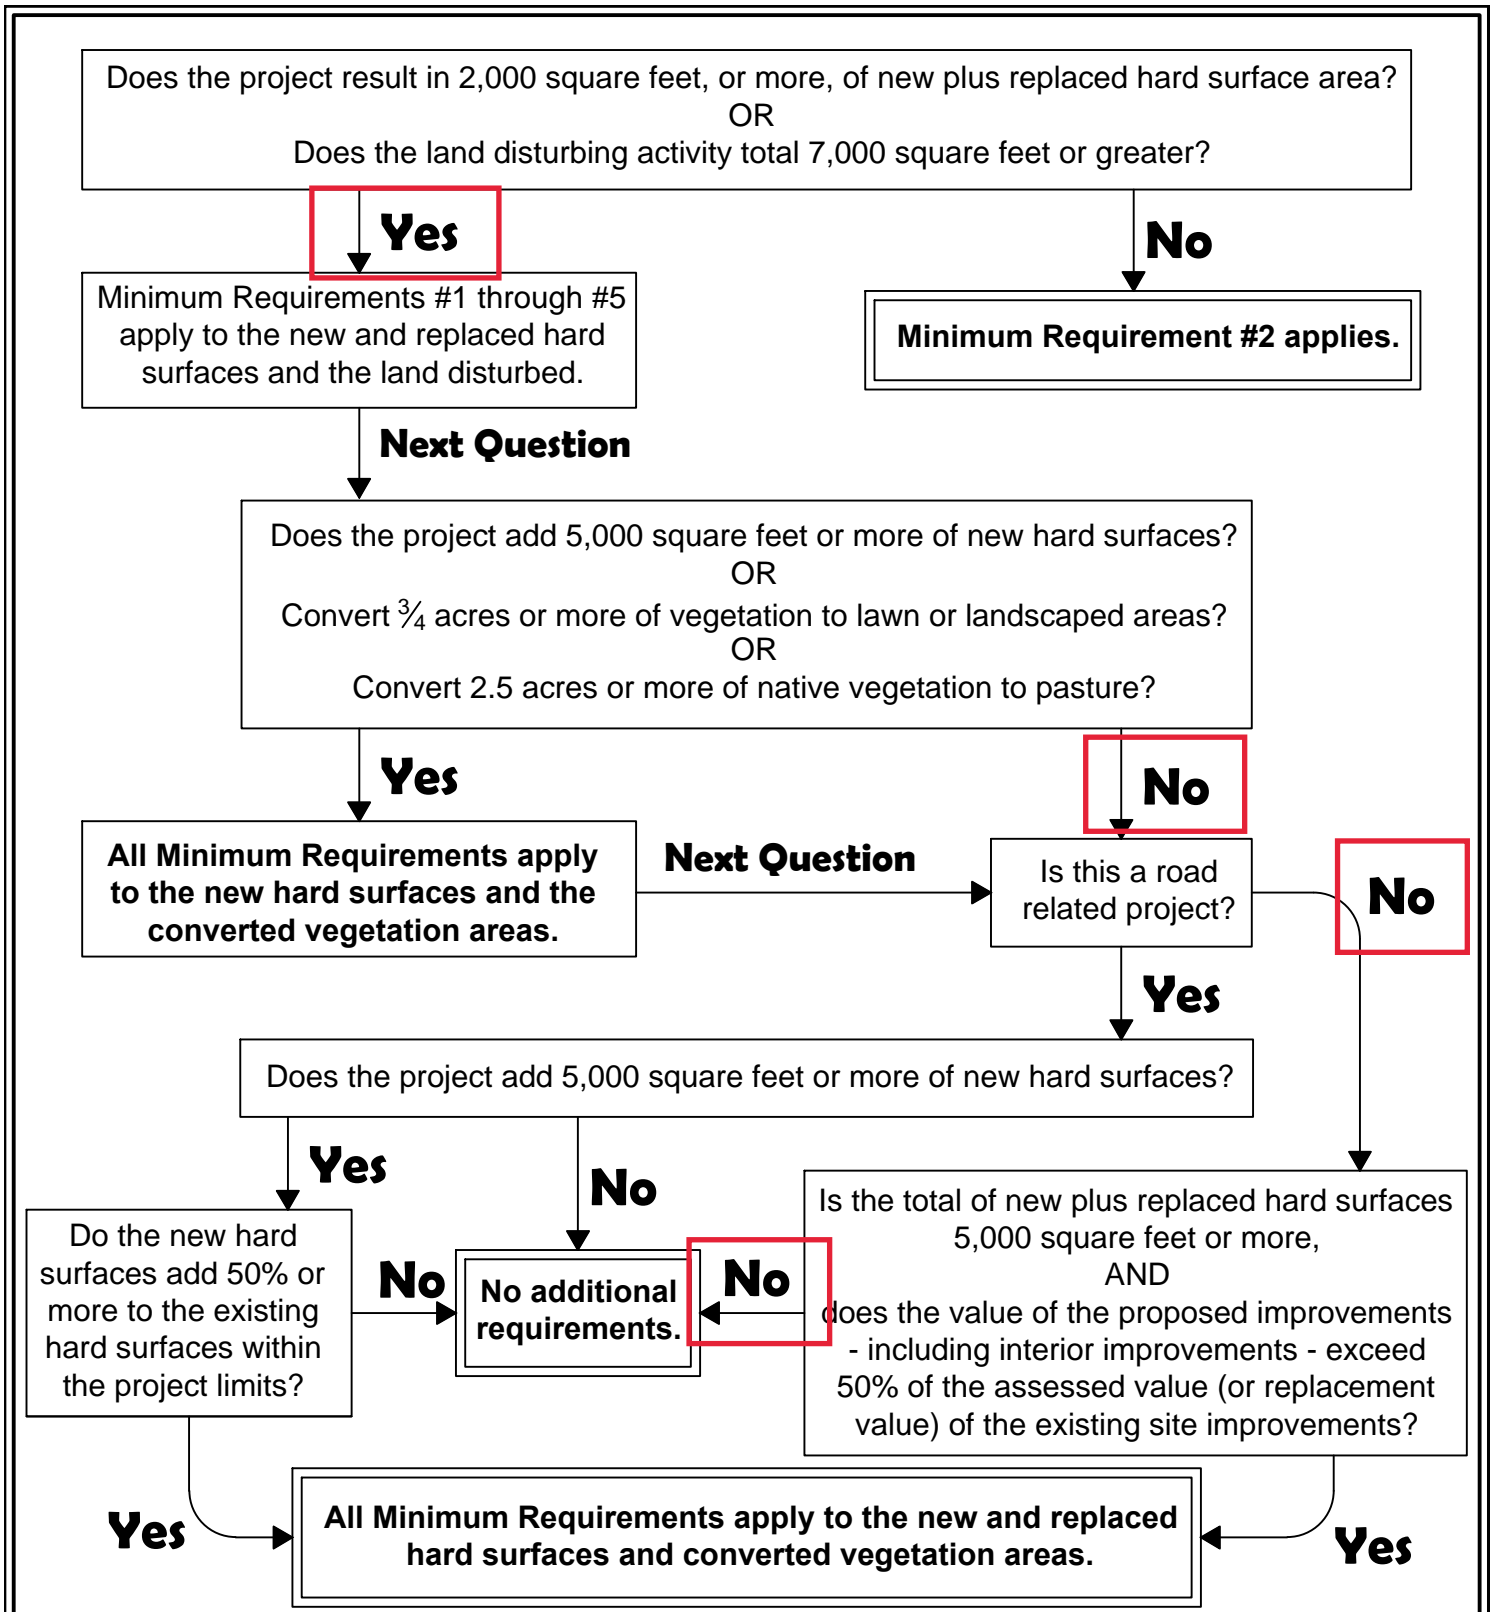 Does the project result in 2,000 square feet, or more, of new plus replaced hard surface area?
OR
Does the land disturbing activity total 7,000 square feet or greater?
Yes
No
Minimum Requirements #1 through #5
apply to the new and replaced hard
surfaces and the land disturbed.
Minimum Requirement #2 applies.
Next Question
Does the project add 5,000 square feet or more of new hard surfaces?
OR
Convert ¾ acres or more of vegetation to lawn or landscaped areas?
OR
Convert 2.5 acres or more of native vegetation to pasture?
Yes
No
All Minimum Requirements apply
to the new hard surfaces and the
converted vegetation areas.
Next Question
Is this a road
related project?
No
Yes
Does the project add 5,000 square feet or more of new hard surfaces?
Yes
No
Do the new hard
surfaces add 50% or
more to the existing
hard surfaces within
the project limits?
No
No additional
requirements.
No
Is the total of new plus replaced hard surfaces
5,000 square feet or more,
AND
does the value of the proposed improvements
- including interior improvements - exceed
50% of the assessed value (or replacement
value) of the existing site improvements?
Yes
All Minimum Requirements apply to the new and replaced
hard surfaces and converted vegetation areas.
Yes